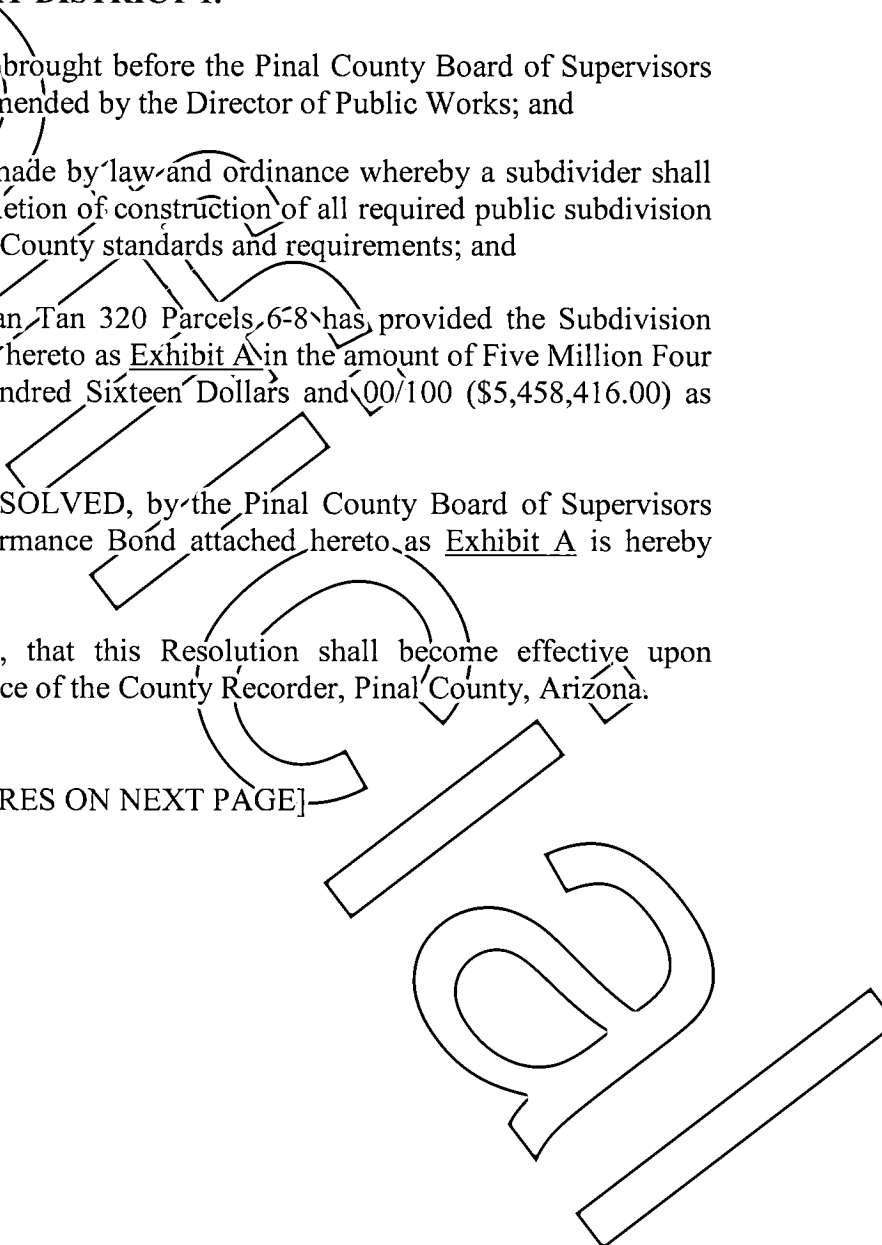 brought before the Pinal County Board of Supervisors
mended by the Director of Public Works; and
made by law and ordinance whereby a subdivider shall
etion of construction of all required public subdivision
County standards and requirements; and
an Tan 320 Parcels 6-8 has provided the Subdivision
hereto as Exhibit A in the amount of Five Million Four
ndred Sixteen Dollars and 00/100 ($5,458,416.00) as
SOLVED, by the Pinal County Board of Supervisors
rmance Bond attached hereto as Exhibit A is hereby
, that this Resolution shall become effective upon
ce of the County Recorder, Pinal County, Arizona.
RES ON NEXT PAGE]
cial